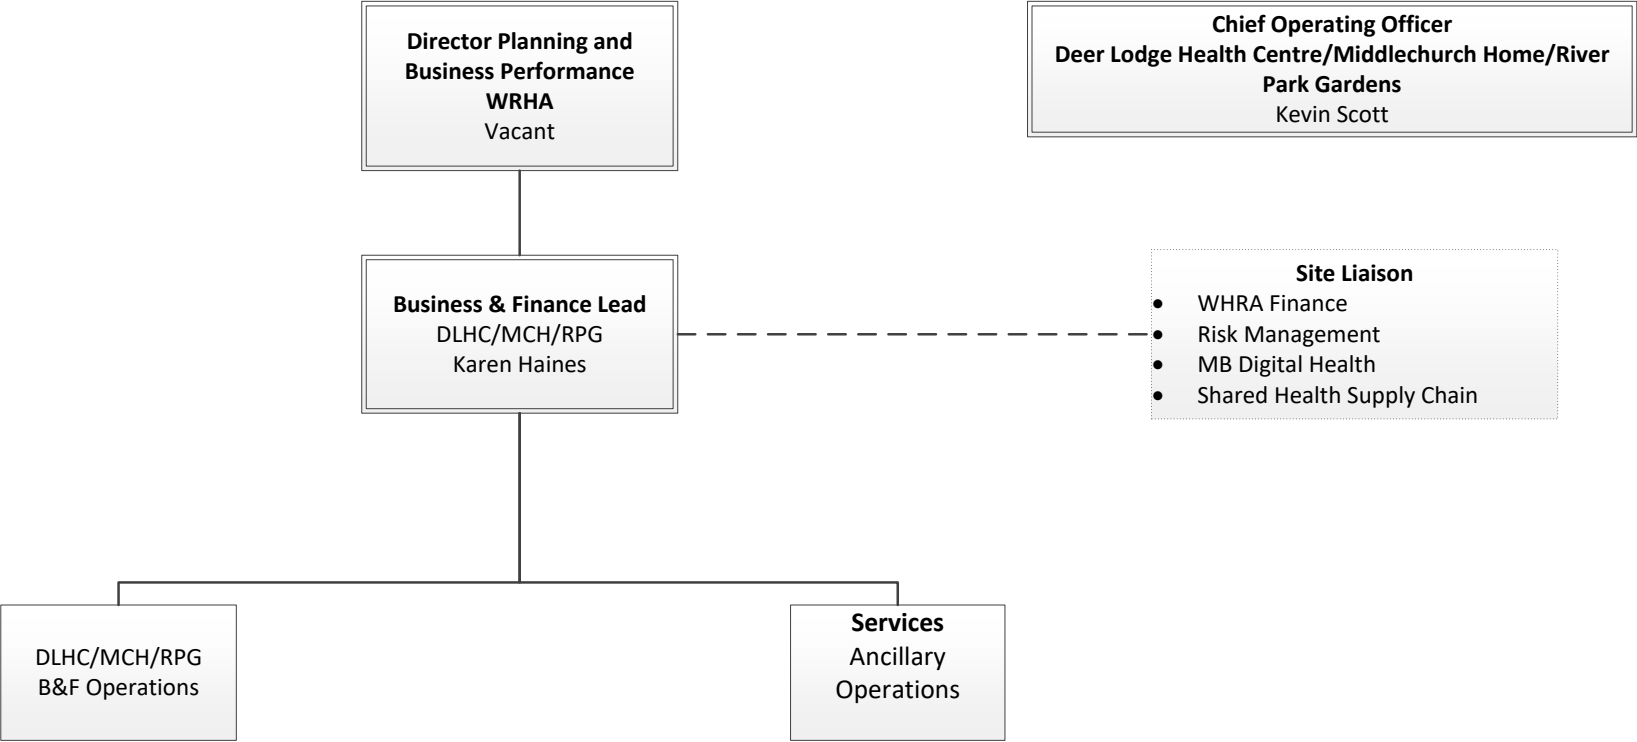 Director Planning and
Business Performance
WRHA
Vacant
Chief Operating Officer
Deer Lodge Health Centre/Middlechurch Home/River
Park Gardens
Kevin Scott
Business & Finance Lead
DLHC/MCH/RPG
Karen Haines
Site Liaison
• WHRA Finance
• Risk Management
• MB Digital Health
• Shared Health Supply Chain
DLHC/MCH/RPG
B&F Operations
Services
Ancillary
Operations